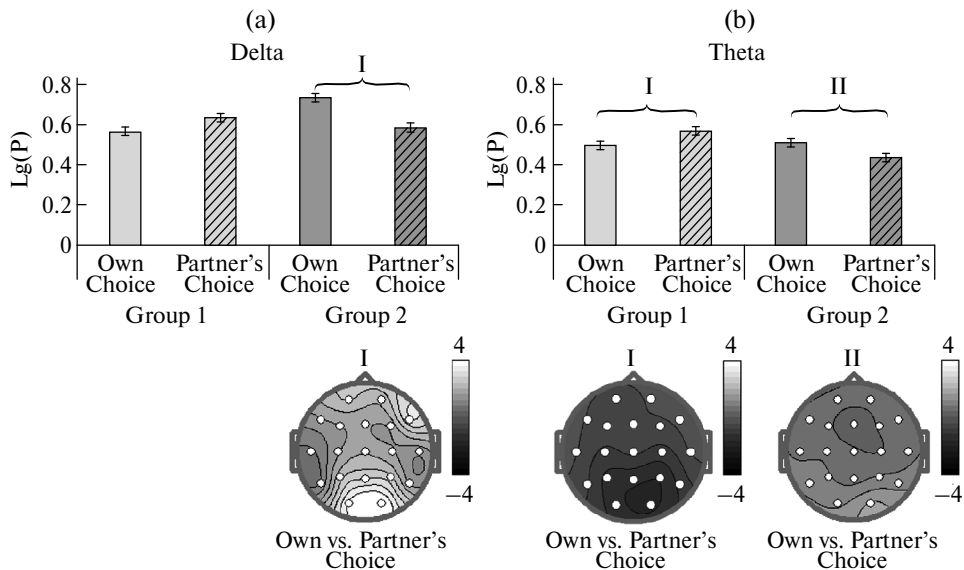 (a)
Delta
I
0.8
0.6
0.4
0.2
0
Lg(P)
Own
Choice
Partner's
Choice
Own
Choice
Partner's
Choice
Group 1
Group 2
I
4
−4
Own vs. Partner's
Choice
(b)
Theta
I
II
0.8
0.6
0.4
0.2
0
Lg(P)
Own
Choice
Partner's
Choice
Own
Choice
Partner's
Choice
Group 1
Group 2
I
4
−4
Own vs. Partner's
Choice
II
4
−4
Own vs. Partner's
Choice